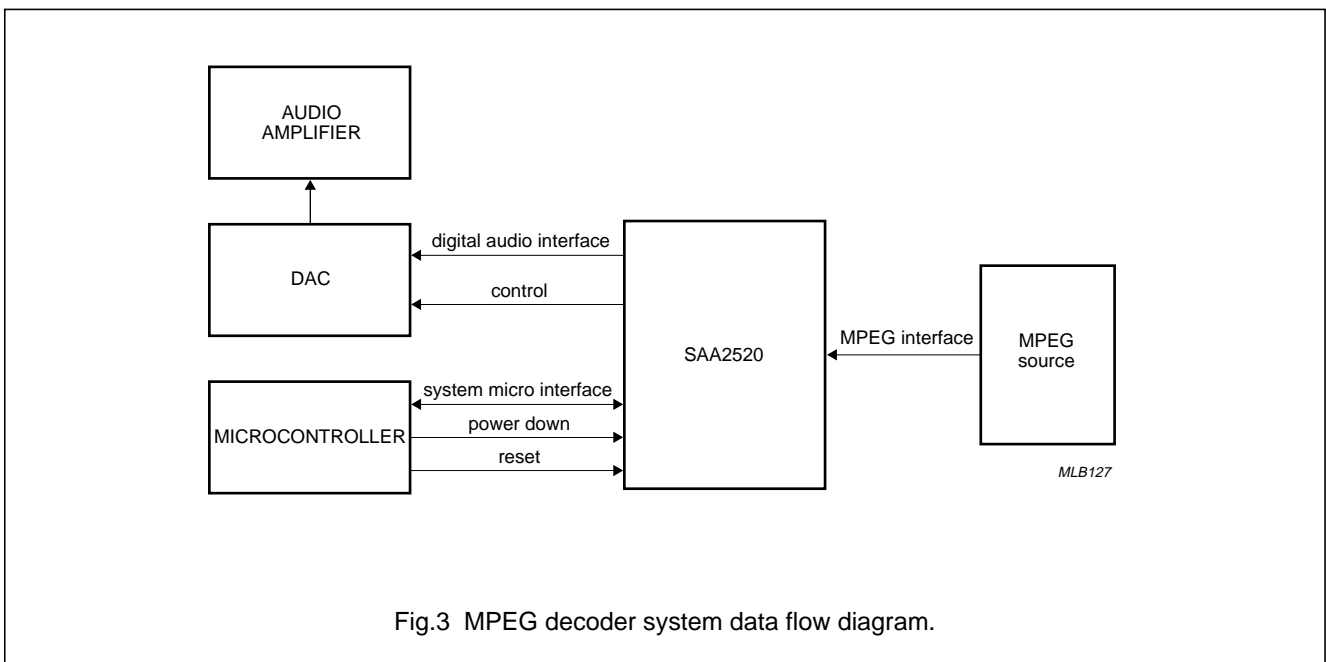 AUDIO
AMPLIFIER
DAC
digital audio interface
control
SAA2520
MPEG interface
MPEG
source
MICROCONTROLLER
system micro interface
power down
reset
MLB127
Fig.3 MPEG decoder system data flow diagram.